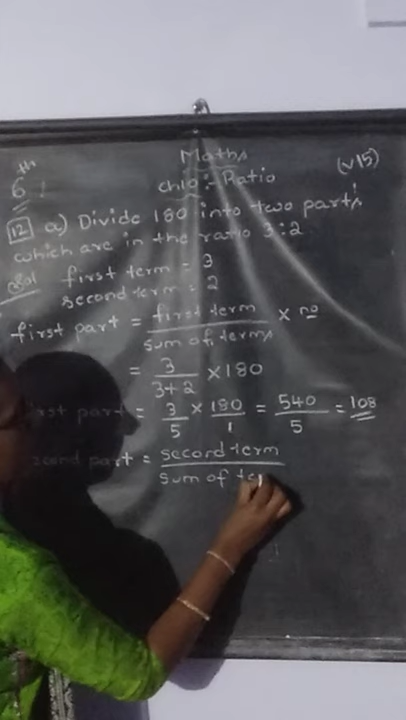 Maths
6th
(V15)
ch10:- Ratio
12 a) Divide 180 into two parts
which are in the ratio 3:2
Sol first term = 3
second term = 2
first part = first term / sum of terms × no
= 3 / 3+2 × 180
part = 3/5 × 180/1 = 540/5 = 108
part = second term / sum of te